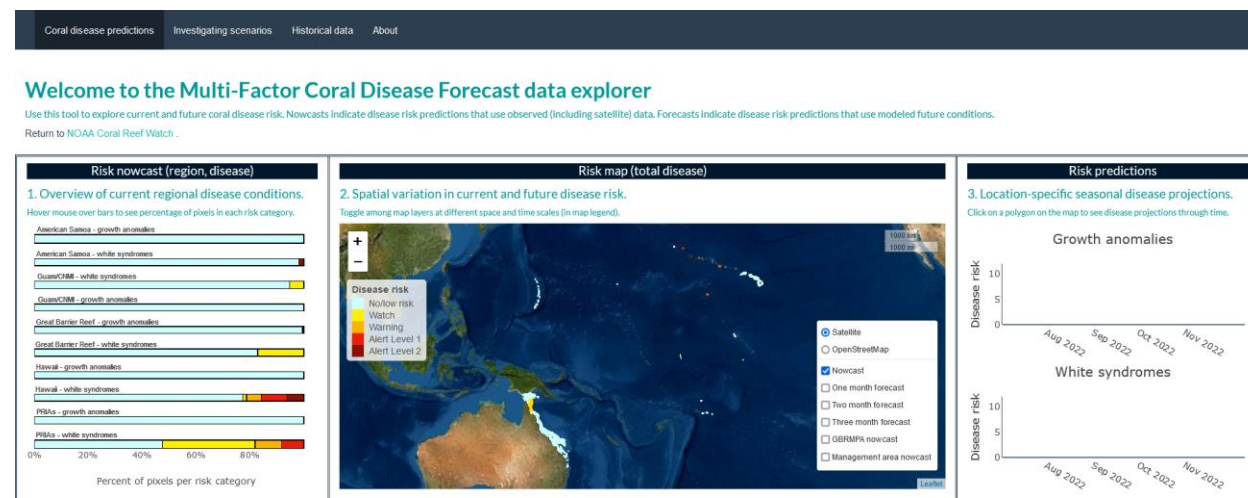 Coral disease predictions Investigating scenarios Historical data About
Welcome to the Multi-Factor Coral Disease Forecast data explorer
Use this tool to explore current and future coral disease risk. Nowcasts indicate disease risk predictions that use observed (including satellite) data. Forecasts indicate disease risk predictions that use modeled future conditions.
Return to NOAA Coral Reef Watch .
Risk nowcast (region, disease)
1. Overview of current regional disease conditions.
Hover mouse over bars to see percentage of pixels in each risk category.
American Samoa - growth anomalies
American Samoa - white syndromes
Guam/CNMI - white syndromes
Guam/CNMI - growth anomalies
Great Barrier Reef - growth anomalies
Great Barrier Reef - white syndromes
Hawaii - growth anomalies
Hawaii - white syndromes
PRIAs - growth anomalies
PRIAs - white syndromes
0% 20% 40% 60% 80%
Percent of pixels per risk category
Risk map (total disease)
2. Spatial variation in current and future disease risk.
Toggle among map layers at different space and time scales (in map legend).
+
−
1000 km
1000 mi
Disease risk
No/low risk
Watch
Warning
Alert Level 1
Alert Level 2
Satellite
OpenStreetMap
Nowcast
One month forecast
Two month forecast
Three month forecast
GBRMPA nowcast
Management area nowcast
Leaflet
Risk predictions
3. Location-specific seasonal disease projections.
Click on a polygon on the map to see disease projections through time.
Growth anomalies
Disease risk
10
5
0
Aug 2022 Sep 2022 Oct 2022 Nov 2022
White syndromes
Disease risk
10
5
0
Aug 2022 Sep 2022 Oct 2022 Nov 2022